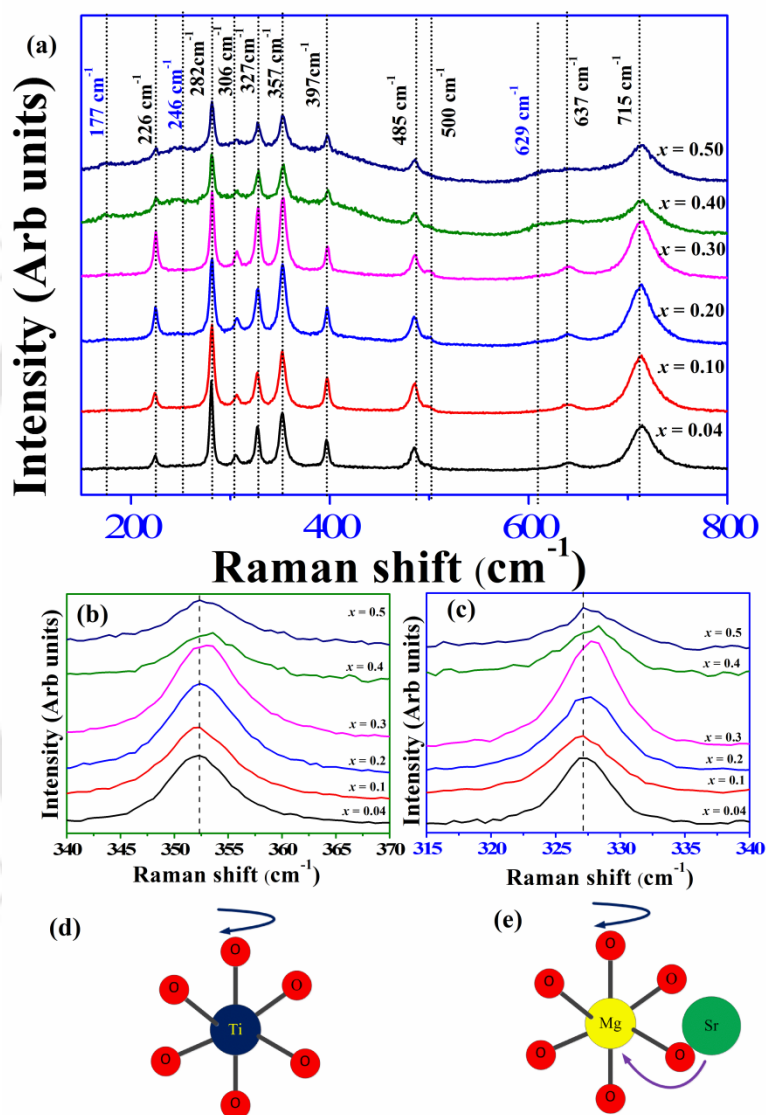 (a)
177 cm⁻¹
226 cm⁻¹
246 cm⁻¹
282cm⁻¹
306 cm⁻¹
327cm⁻¹
357 cm⁻¹
397cm⁻¹
485 cm⁻¹
500 cm⁻¹
629 cm⁻¹
637 cm⁻¹
715 cm⁻¹
x = 0.50
x = 0.40
x = 0.30
x = 0.20
x = 0.10
x = 0.04
Intensity (Arb units)
200 400 600 800
Raman shift (cm⁻¹)
(b)
x = 0.5
x = 0.4
x = 0.3
x = 0.2
x = 0.1
x = 0.04
Intensity (Arb units)
340 345 350 355 360 365 370
Raman shift (cm⁻¹)
(c)
x = 0.5
x = 0.4
x = 0.3
x = 0.2
x = 0.1
x = 0.04
Intensity (Arb units)
315 320 325 330 335 340
Raman shift (cm⁻¹)
(d)
O
O
O
Ti
O
O
O
(e)
O
O
O
Mg
Sr
O
O
O